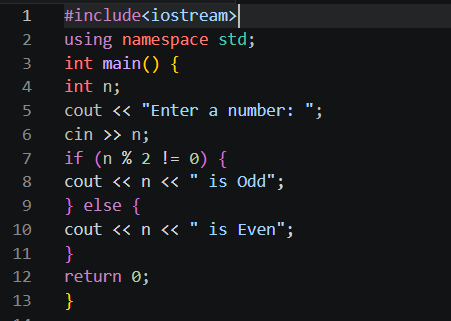 1 #include<iostream>
2 using namespace std;
3 int main() {
4 int n;
5 cout << "Enter a number: ";
6 cin >> n;
7 if (n % 2 != 0) {
8 cout << n << " is Odd";
9 } else {
10 cout << n << " is Even";
11 }
12 return 0;
13 }